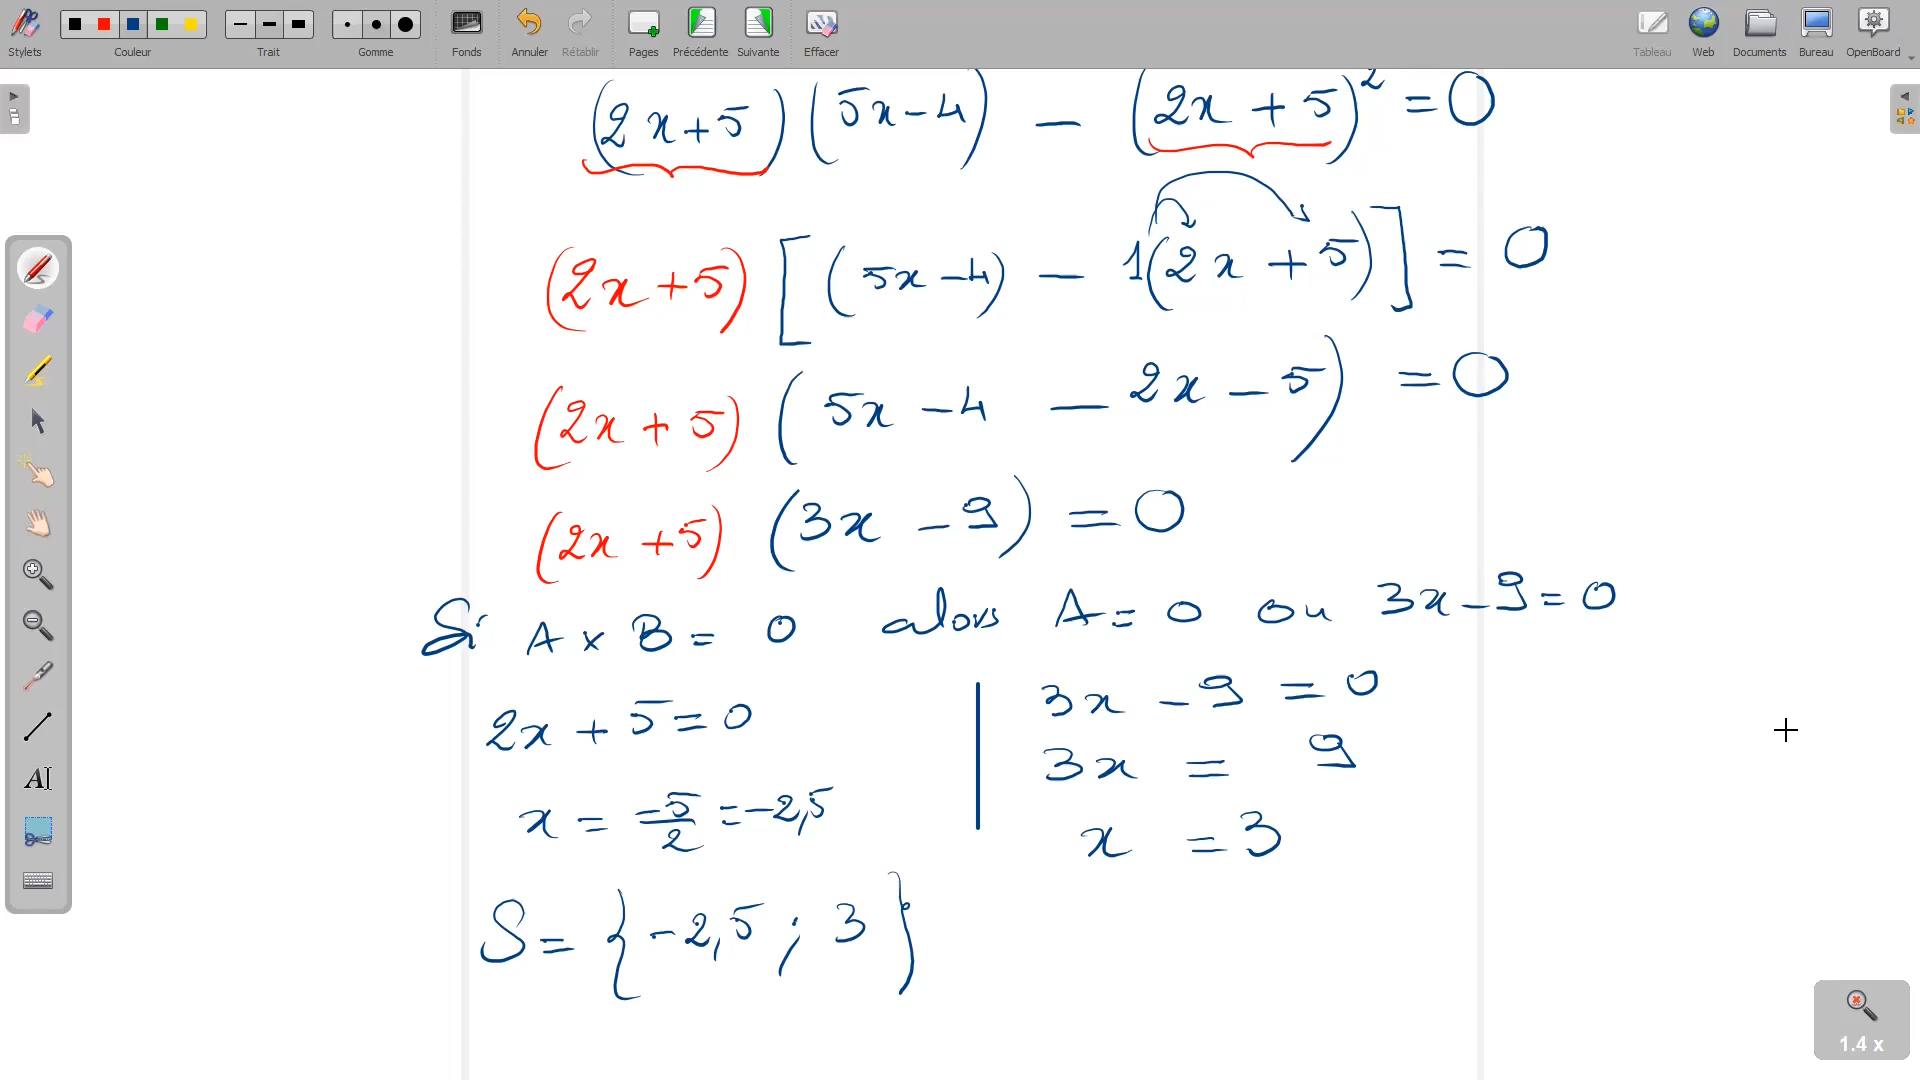 Stylets Couleur Trait Gomme Fonds Annuler Rétablir Pages Précédente Suivante Effacer Tableau Web Documents Bureau OpenBoard
(2x+5)(5x-4) - (2x+5)² = 0
(2x+5)[(5x-4) - 1(2x+5)] = 0
(2x+5)(5x-4 - 2x-5) = 0
(2x+5)(3x-9) = 0
Si A x B = 0 alors A = 0 ou 3x-9=0
2x + 5 = 0
x = -5/2 = -2,5
3x - 9 = 0
3x = 9
x = 3
S = {-2,5 ; 3}
AI
1.4 x